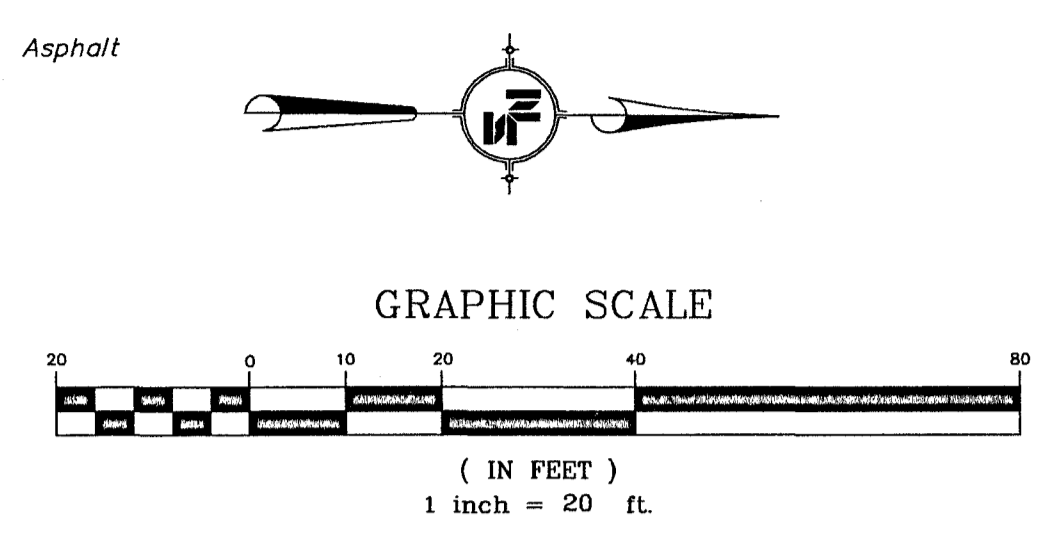 Asphalt
GRAPHIC SCALE
20 0 10 20 40 80
( IN FEET )
1 inch = 20 ft.